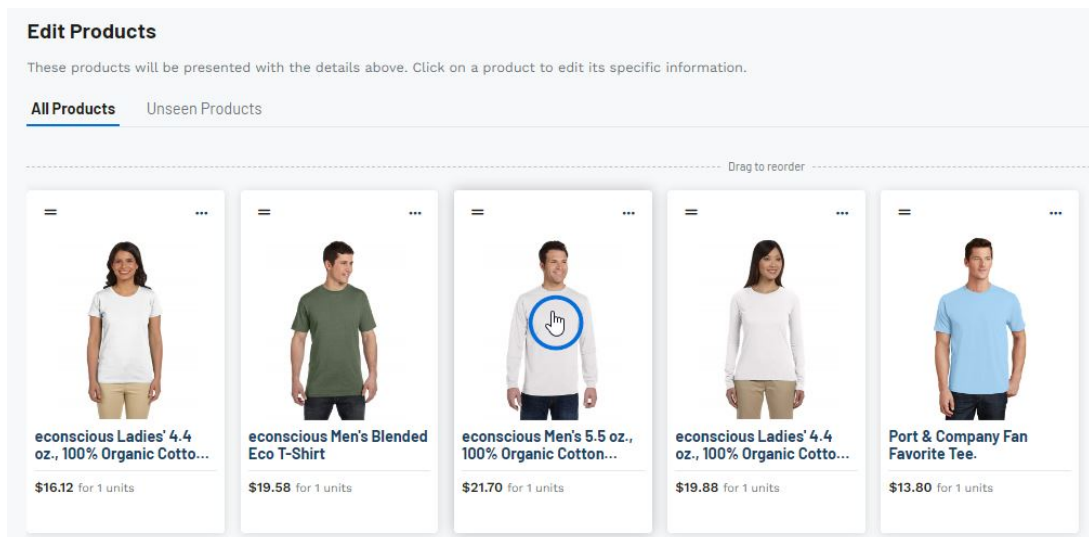 Edit Products
These products will be presented with the details above. Click on a product to edit its specific information.
All Products
Unseen Products
Drag to reorder
econscious Ladies' 4.4
oz., 100% Organic Cotto...
$16.12 for 1 units
econscious Men's Blended
Eco T-Shirt
$19.58 for 1 units
econscious Men's 5.5 oz.,
100% Organic Cotton...
$21.70 for 1 units
econscious Ladies' 4.4
oz., 100% Organic Cotto...
$19.88 for 1 units
Port & Company Fan
Favorite Tee.
$13.80 for 1 units